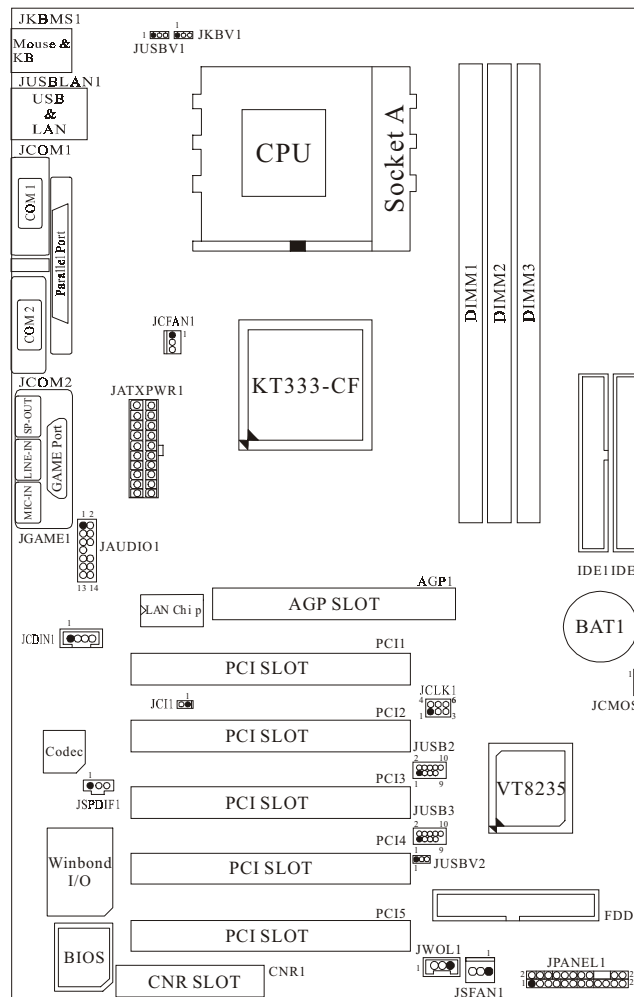 JKBMS1
Mouse &
KB
JUSBV1
JKBV1
1
1
JUSBLAN1
USB
&
LAN
JCOM1
COM 1
Parallel Port
COM 2
CPU
Socket A
DIMM1
DIMM2
DIMM3
JCFAN1
1
KT333-CF
JCOM2
JATXPWR1
SP-OUT
LINE-IN
MIC-IN
GAME Port
JGAME1
1 2
JAUDIO1
13 14
IDE1
IDE
AGP1
LAN Chip
AGP SLOT
BAT1
JCDIN1
1
PCI1
PCI SLOT
JCI1
1
JCLK1
4
6
1
3
1
JCMOS
PCI2
PCI SLOT
Codec
JUSB2
2
10
1
9
VT8235
PCI3
PCI SLOT
1
JSPDIF1
JUSB3
2
10
1
9
PCI4
PCI SLOT
1
JUSBV2
Winbond
I/O
FDD
PCI5
PCI SLOT
BIOS
CNR1
CNR SLOT
JWOL1
1
1
JSFAN1
JPANEL1
2
2
1
2